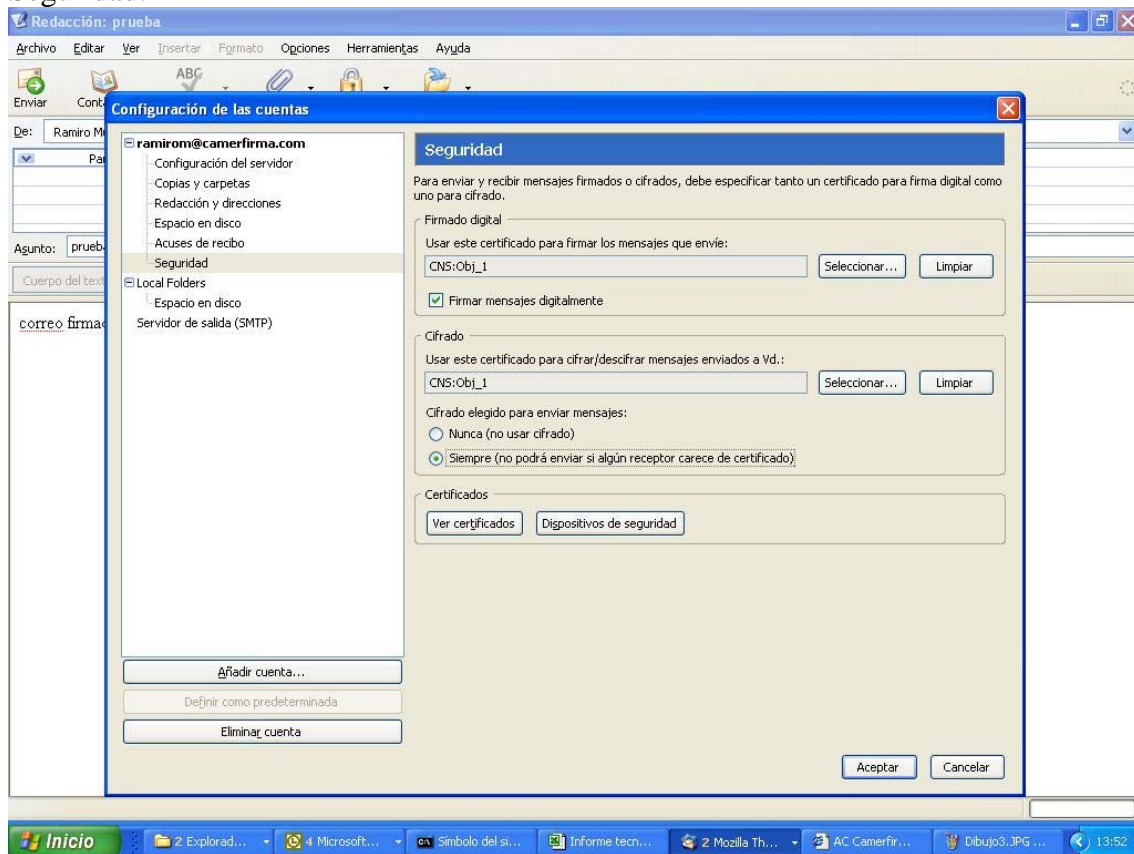 Seguridad.
Redacción: prueba
Archivo Editar Ver Insertar Formato Opciones Herramientas Ayuda
ABC
Enviar Cont
Configuración de las cuentas
De: Ramiro M
ramirom@camerfirma.com
Configuración del servidor
Copias y carpetas
Redacción y direcciones
Espacio en disco
Acuses de recibo
Seguridad
Local Folders
Espacio en disco
Servidor de salida (SMTP)
Añadir cuenta...
Definir como predeterminada
Eliminar cuenta
Pa
Asunto: prueb
Cuerpo del text
correo firmad
Seguridad
Para enviar y recibir mensajes firmados o cifrados, debe especificar tanto un certificado para firma digital como
uno para cifrado.
Firmado digital
Usar este certificado para firmar los mensajes que envíe:
CNS:Obj_1 Seleccionar... Limpiar
Firmar mensajes digitalmente
Cifrado
Usar este certificado para cifrar/descifrar mensajes enviados a Vd.:
CNS:Obj_1 Seleccionar... Limpiar
Cifrado elegido para enviar mensajes:
Nunca (no usar cifrado)
Siempre (no podrá enviar si algún receptor carece de certificado)
Certificados
Ver certificados Dispositivos de seguridad
Aceptar Cancelar
Inicio 2 Explorad... 4 Microsoft... Símbolo del si... Informe tecn... 2 Mozilla Th... AC Camerfir... Dibujo3.JPG ... 13:52